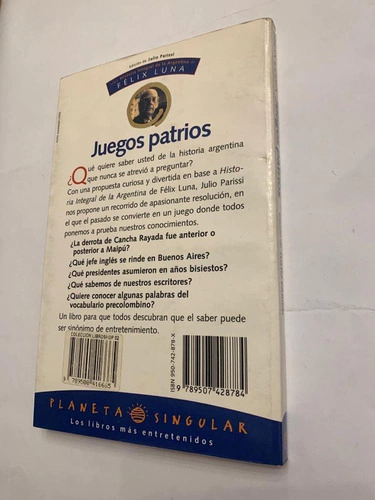 Edición de Julio Parissi
Historia Integral de la Argentina de
FÉLIX LUNA
Juegos patrios
¿Qué quiere saber usted de la historia argentina
que nunca se atrevió a preguntar?
Con una propuesta curiosa y divertida en base a Histo-
ria Integral de la Argentina de Félix Luna, Julio Parissi
nos propone un recorrido de apasionante resolución, en
el que el pasado se convierte en un juego donde todos
ponemos a prueba nuestros conocimientos.
¿La derrota de Cancha Rayada fue anterior o
posterior a Maipú?
¿Qué jefe inglés se rinde en Buenos Aires?
¿Qué presidentes asumieron en años bisiestos?
¿Qué sabemos de nuestros escritores?
¿Quiere conocer algunas palabras del
vocabulario precolombino?
Un libro para que todos descubran que el saber puede
ser sinónimo de entretenimiento.
ISBN 950-742-878-X
9 789507 428784
PLANETA SINGULAR
Los libros más entretenidos